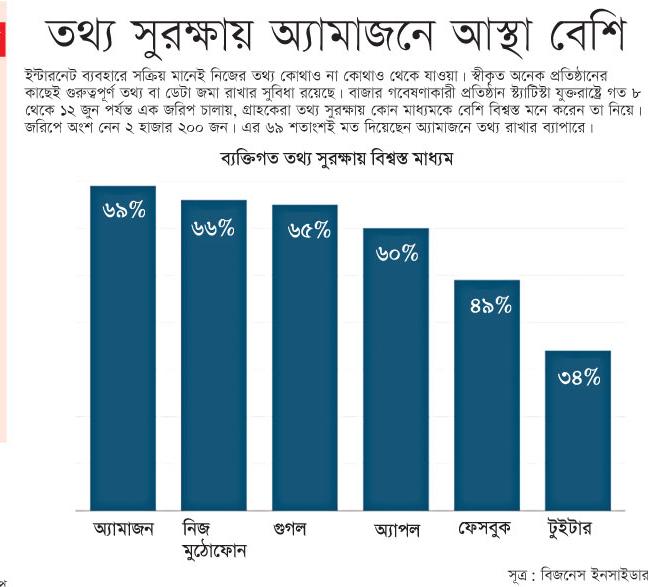 তথ্য সুরক্ষায় অ্যামাজনে আস্থা বেশি
ইন্টারনেট ব্যবহারে সক্রিয় মানেই নিজের তথ্য কোথাও না কোথাও থেকে যাওয়া। স্বীকৃত অনেক প্রতিষ্ঠানের
কাছেই গুরুত্বপূর্ণ তথ্য বা ডেটা জমা রাখার সুবিধা রয়েছে। বাজার গবেষণাকারী প্রতিষ্ঠান স্ট্যাটিস্টা যুক্তরাষ্ট্রে গত ৮
থেকে ১২ জুন পর্যন্ত এক জরিপ চালায়, গ্রাহকেরা তথ্য সুরক্ষায় কোন মাধ্যমকে বেশি বিশ্বস্ত মনে করেন তা নিয়ে।
জরিপে অংশ নেন ২ হাজার ২০০ জন। এর ৬৯ শতাংশই মত দিয়েছেন অ্যামাজনে তথ্য রাখার ব্যাপারে।
ব্যক্তিগত তথ্য সুরক্ষায় বিশ্বস্ত মাধ্যম
৬৯% ৬৬% ৬৫% ৬০% ৪৯% ৩৪%
অ্যামাজন নিজ গুগল অ্যাপল ফেসবুক টুইটার
মুঠোফোন
সূত্র : বিজনেস ইনসাইডার